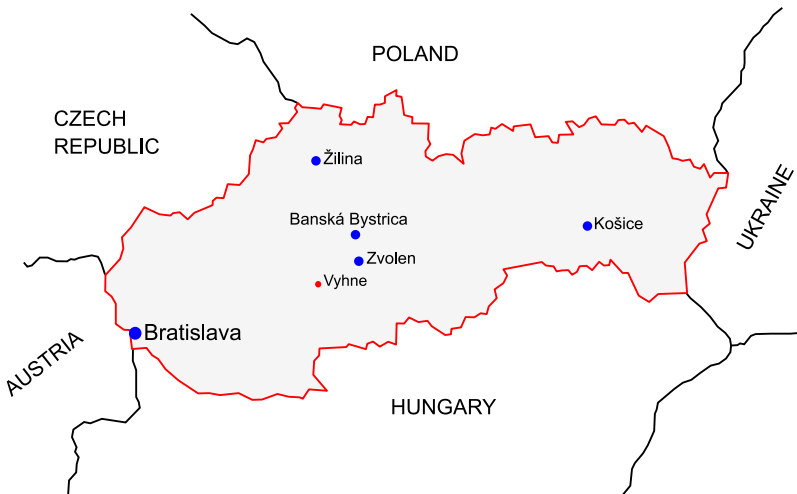 POLAND
CZECH
REPUBLIC
Žilina
UKRAINE
Banská Bystrica
Košice
Zvolen
Vyhne
Bratislava
AUSTRIA
HUNGARY